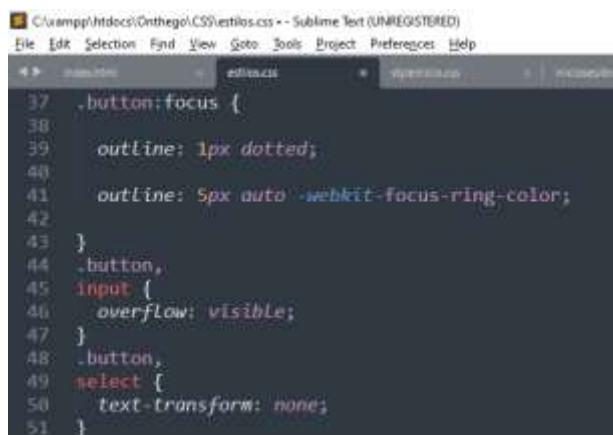 C:\xampp\htdocs\Onthego\CSS\estilos.css • - Sublime Text (UNREGISTERED)
File Edit Selection Find View Goto Tools Project Preferences Help
index.html estilos.css
37 .button:focus {
38
39 outline: 1px dotted;
40
41 outline: 5px auto -webkit-focus-ring-color;
42
43 }
44 .button,
45 input {
46 overflow: visible;
47 }
48 .button,
49 select {
50 text-transform: none;
51 }